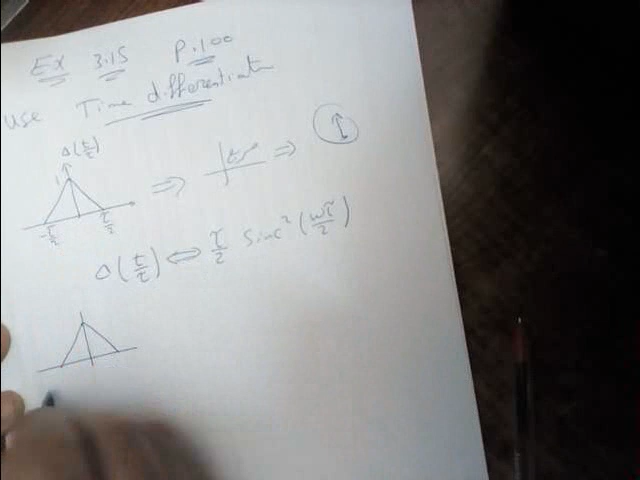 Ex 3.15 P.100
Use Time differentiation
Δ(t/τ)
1
⇒ ⇒
-τ/2 τ/2
Δ(t/τ) ⇔ τ/2 Sinc²(ωτ/2)